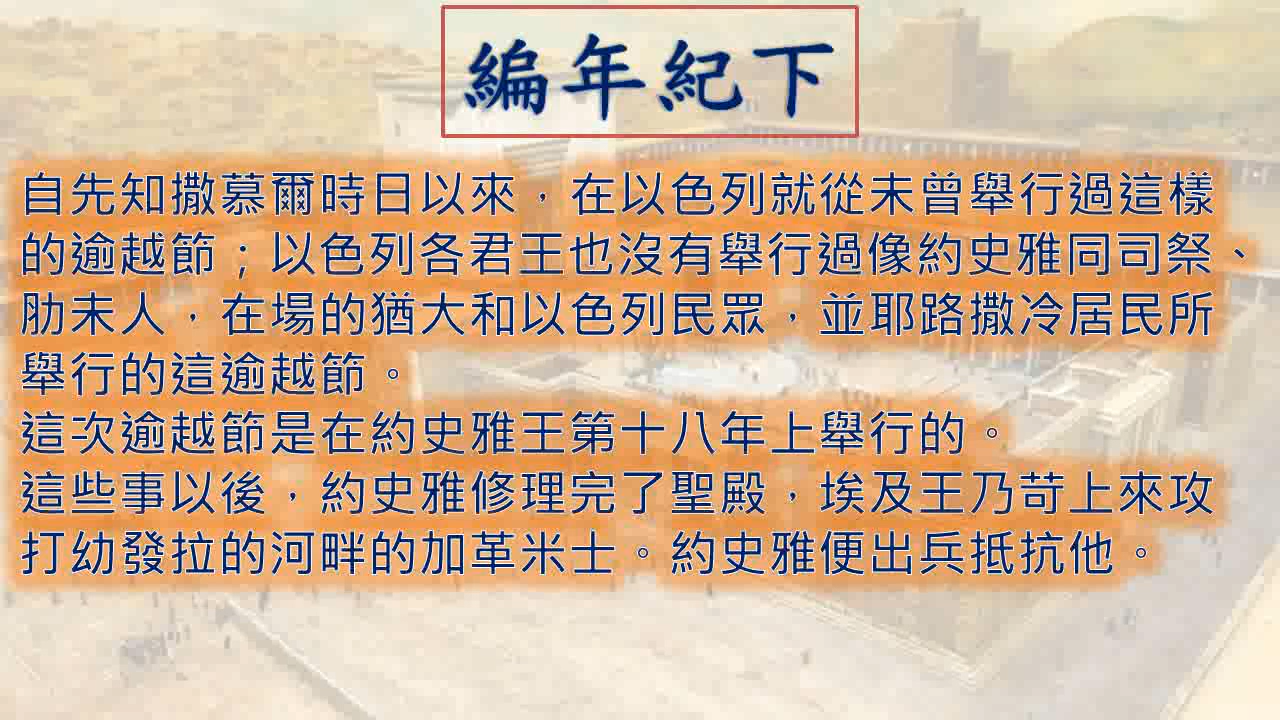 編年紀下
自先知撒慕爾時日以來，在以色列就從未曾舉行過這樣
的逾越節；以色列各君王也沒有舉行過像約史雅同司祭、
肋未人，在場的猶大和以色列民眾，並耶路撒冷居民所
舉行的這逾越節。
這次逾越節是在約史雅王第十八年上舉行的。
這些事以後，約史雅修理完了聖殿，埃及王乃苛上來攻
打幼發拉的河畔的加革米士。約史雅便出兵抵抗他。